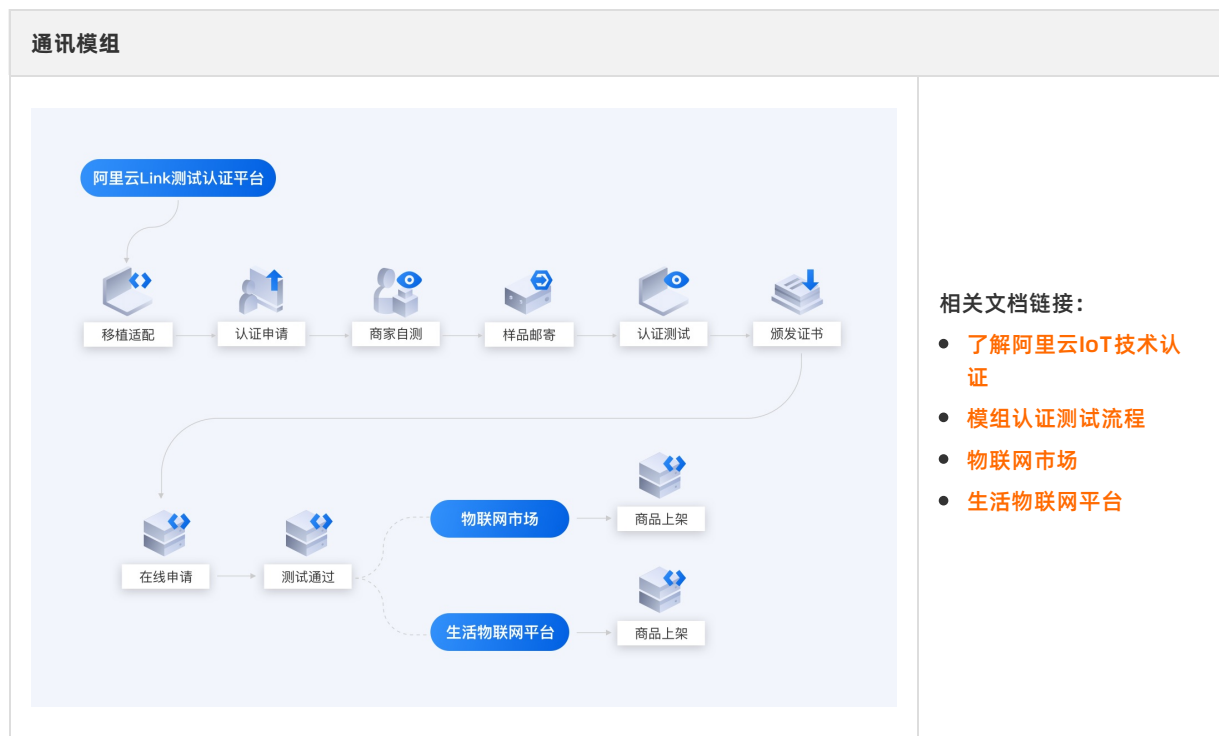 通讯模组
阿里云Link测试认证平台
移植适配
认证申请
商家自测
样品邮寄
认证测试
颁发证书
在线申请
测试通过
物联网市场
商品上架
生活物联网平台
商品上架
相关文档链接：
了解阿里云IoT技术认
证
模组认证测试流程
物联网市场
生活物联网平台